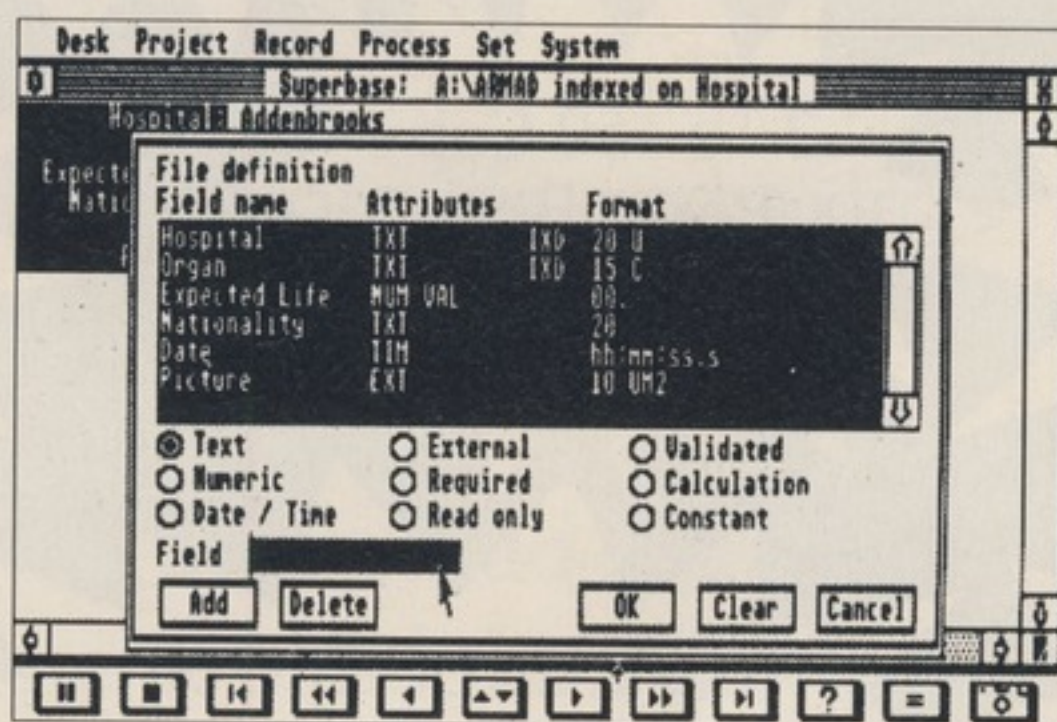 Desk Project Record Process Set System
Superbase: A:\ARMAD indexed on Hospital
Hospital: Addenbrooks
Expecte
Natio
File definition
Field name Attributes Format
Hospital TXT IXD 20 U
Organ TXT IXD 15 C
Expected Life NUM VAL 00.
Nationality TXT 20
Date TIM hh:mm:ss.s
Picture EXT 10 UM2
Text External Validated
Numeric Required Calculation
Date / Time Read only Constant
Field
Add Delete OK Clear Cancel
? =